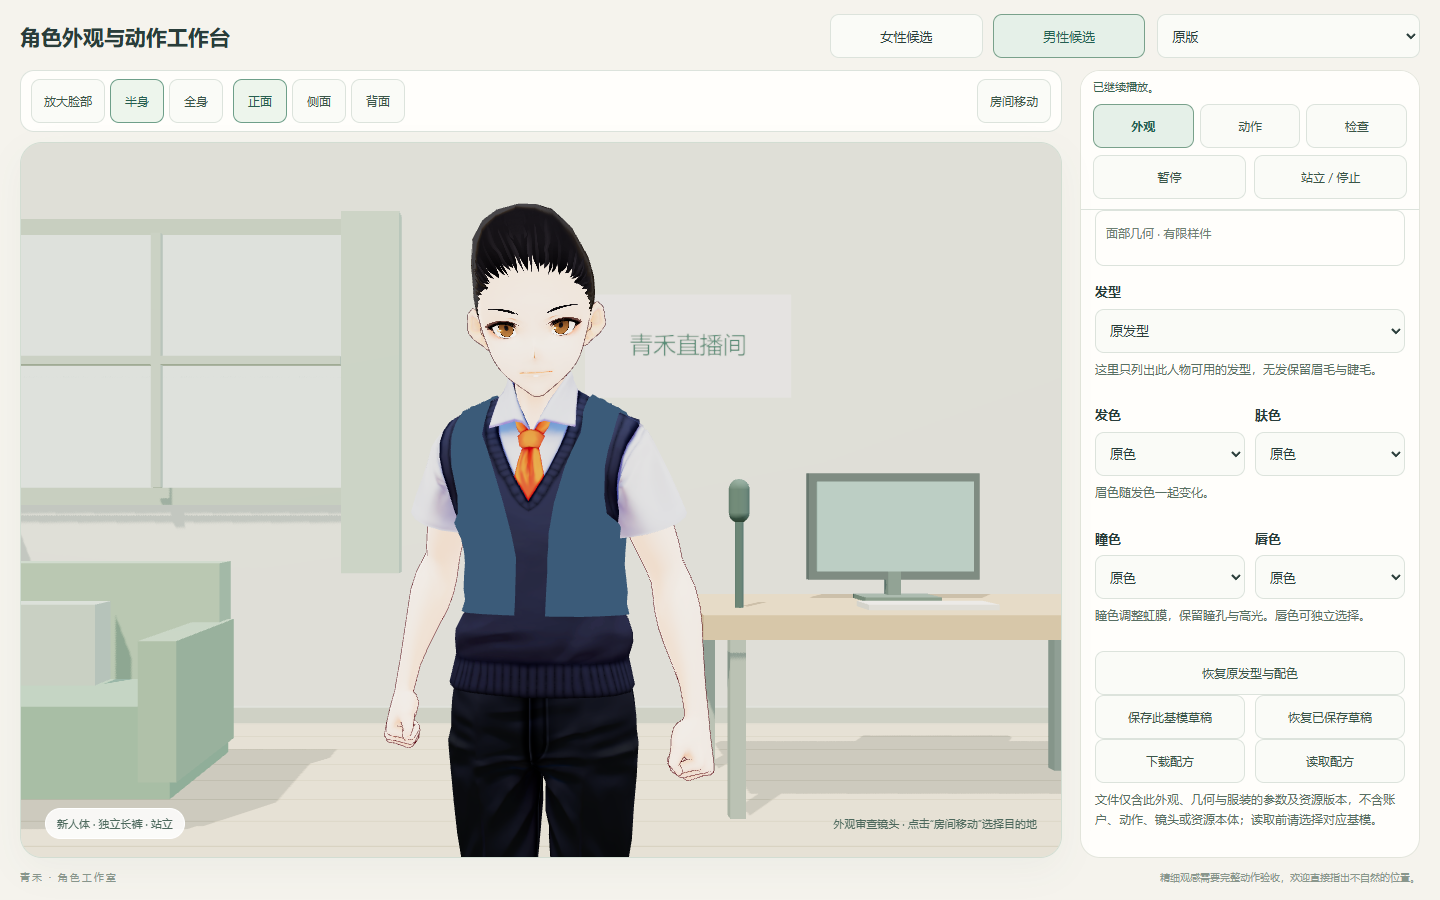 角色外观与动作工作台
女性候选
男性候选
原版
放大脸部
半身
全身
正面
侧面
背面
房间移动
青禾直播间
新人体 · 独立长裤 · 站立
外观审查镜头 · 点击“房间移动”选择目的地
已继续播放。
外观
动作
检查
暂停
站立 / 停止
面部几何 · 有限样件
发型
原发型
这里只列出此人物可用的发型，无发保留眉毛与睫毛。
发色
肤色
原色
原色
眉色随发色一起变化。
瞳色
唇色
原色
原色
瞳色调整虹膜，保留瞳孔与高光。唇色可独立选择。
恢复原发型与配色
保存此基模草稿
恢复已保存草稿
下载配方
读取配方
文件仅含此外观、几何与服装的参数及资源版本，不含账
户、动作、镜头或资源本体；读取前请选择对应基模。
青禾 · 角色工作室
精细观感需要完整动作验收，欢迎直接指出不自然的位置。